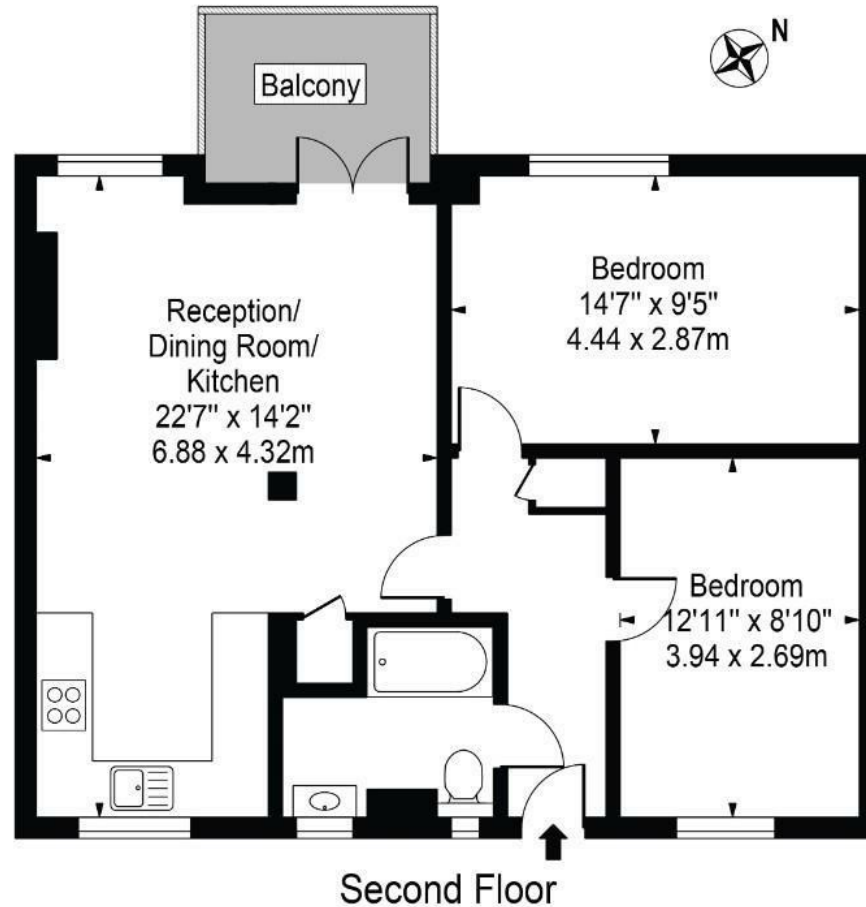 N
Balcony
Reception/
Dining Room/
Kitchen
22'7" x 14'2"
6.88 x 4.32m
Bedroom
14'7" x 9'5"
4.44 x 2.87m
Bedroom
12'11" x 8'10"
3.94 x 2.69m
Second Floor